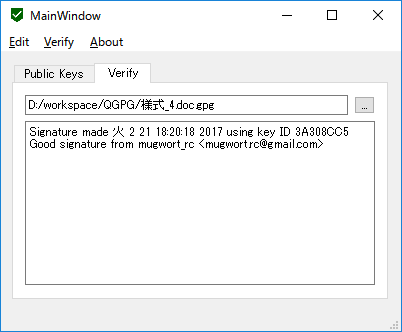 MainWindow
Edit Verify About
Public Keys Verify
D:/workspace/QGPG/様式_4.doc.gpg ...
Signature made 火 2 21 18:20:18 2017 using key ID 3A308CC5
Good signature from mugwort_rc <mugwort.rc@gmail.com>